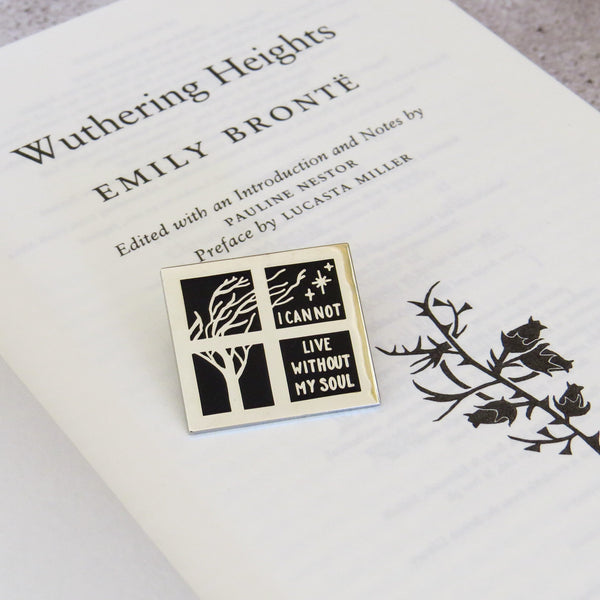 Wuthering Heights
EMILY BRONTË
Edited with an Introduction and Notes by
PAULINE NESTOR
Preface by LUCASTA MILLER
I CANNOT
LIVE
WITHOUT
MY SOUL